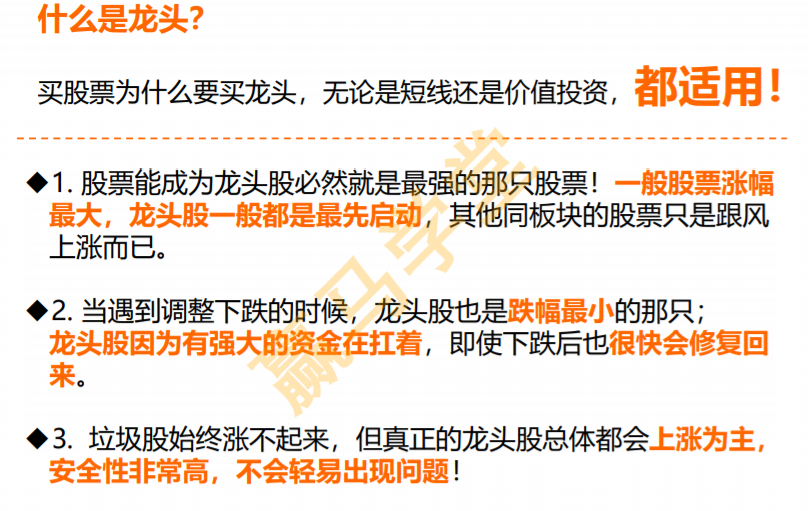 什么是龙头？
买股票为什么要买龙头，无论是短线还是价值投资，都适用！
◆1. 股票能成为龙头股必然就是最强的那只股票！一般股票涨幅
最大，龙头股一般都是最先启动，其他同板块的股票只是跟风
上涨而已。
◆2. 当遇到调整下跌的时候，龙头股也是跌幅最小的那只；
龙头股因为有强大的资金在扛着，即使下跌后也很快会修复回
来。
◆3. 垃圾股始终涨不起来，但真正的龙头股总体都会上涨为主，
安全性非常高，不会轻易出现问题！
赢马学堂